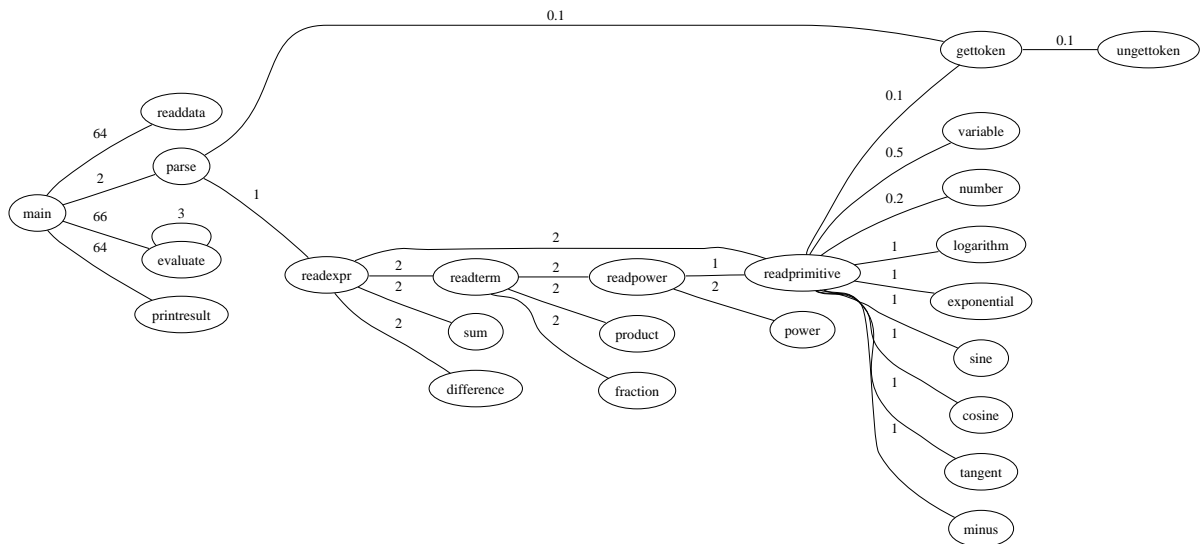 0.1
gettoken
0.1
ungettoken
readdata
64
0.1
variable
0.5
parse
2
number
0.2
1
main
66
3
evaluate
64
2
1
logarithm
readexpr
2
readterm
2
readpower
1
readprimitive
1
exponential
printresult
2
2
2
1
sum
product
power
2
2
1
sine
difference
fraction
1
cosine
1
tangent
minus